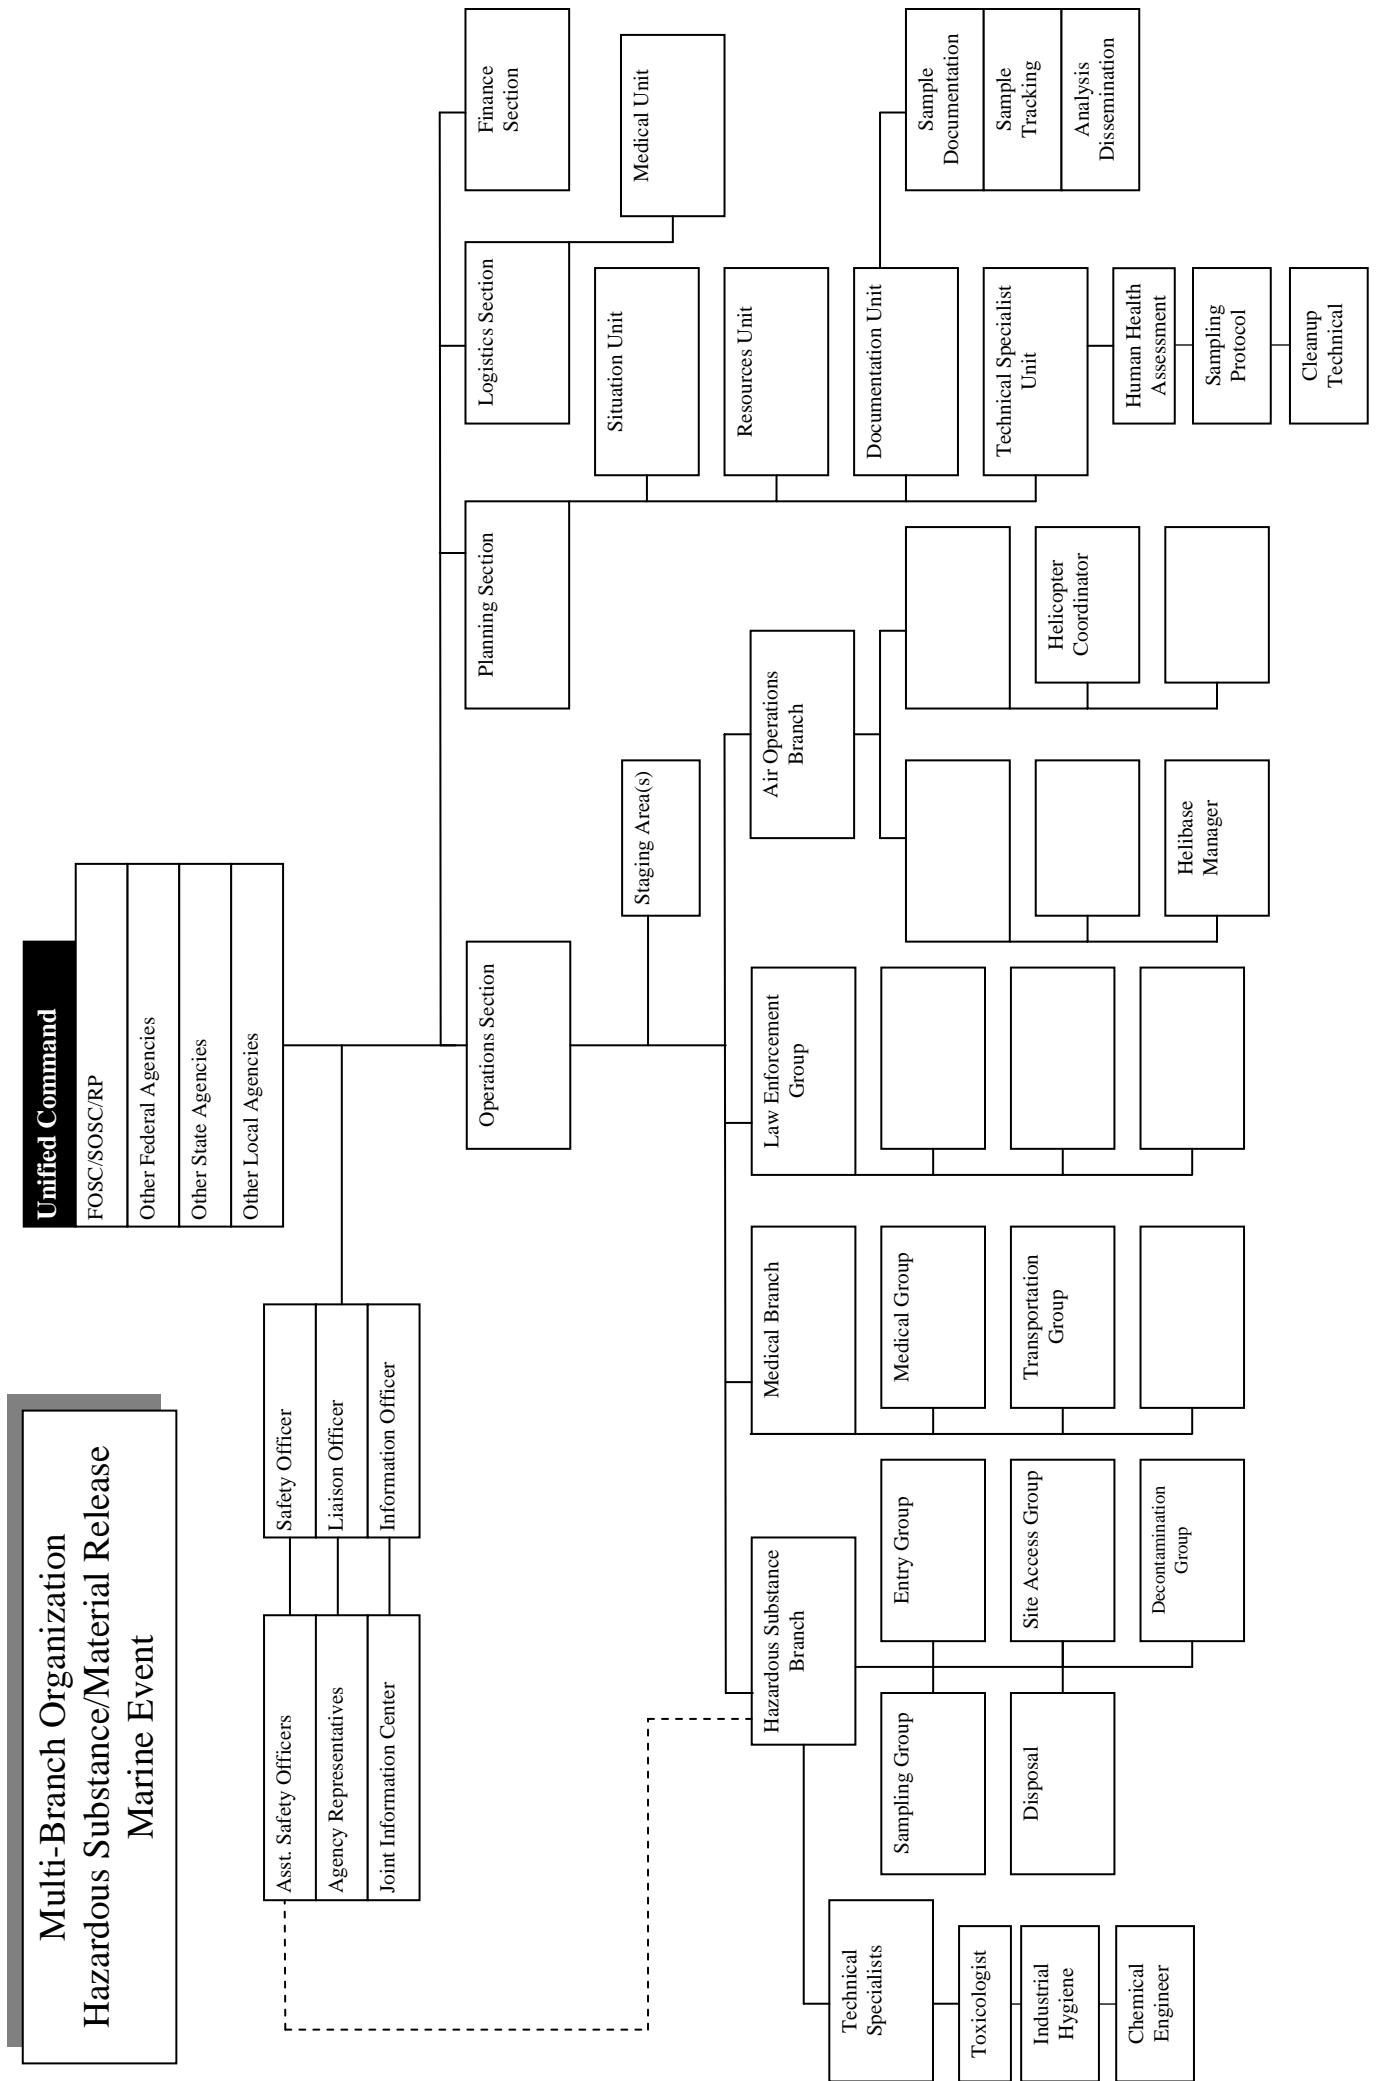 Multi-Branch Organization
Hazardous Substance/Material Release
Marine Event
Unified Command
FOSC/SOSC/RP
Other Federal Agencies
Other State Agencies
Other Local Agencies
Asst. Safety Officers
Agency Representatives
Joint Information Center
Safety Officer
Liaison Officer
Information Officer
Operations Section
Planning Section
Logistics Section
Finance
Section
Staging Area(s)
Situation Unit
Resources Unit
Documentation Unit
Technical Specialist
Unit
Medical Unit
Sample
Documentation
Sample
Tracking
Analysis
Dissemination
Human Health
Assessment
Sampling
Protocol
Cleanup
Technical
Hazardous Substance
Branch
Medical Branch
Law Enforcement
Group
Air Operations
Branch
Technical
Specialists
Toxicologist
Industrial
Hygiene
Chemical
Engineer
Sampling Group
Disposal
Entry Group
Site Access Group
Decontamination
Group
Medical Group
Transportation
Group
Helibase
Manager
Helicopter
Coordinator